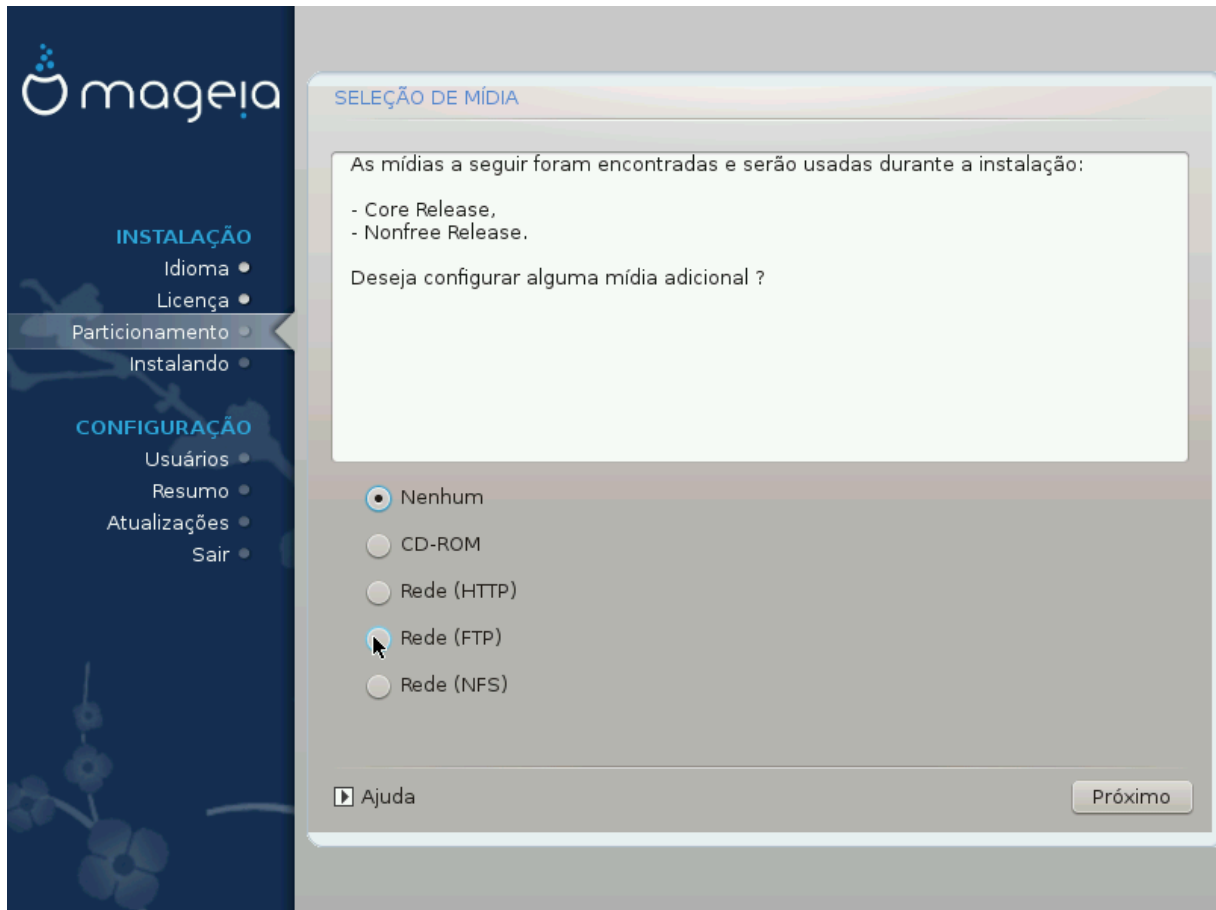 mageia
INSTALAÇÃO
Idioma
Licença
Particionamento
Instalando
CONFIGURAÇÃO
Usuários
Resumo
Atualizações
Sair
SELEÇÃO DE MÍDIA
As mídias a seguir foram encontradas e serão usadas durante a instalação:
- Core Release,
- Nonfree Release.
Deseja configurar alguma mídia adicional ?
Nenhum
CD-ROM
Rede (HTTP)
Rede (FTP)
Rede (NFS)
Ajuda
Próximo